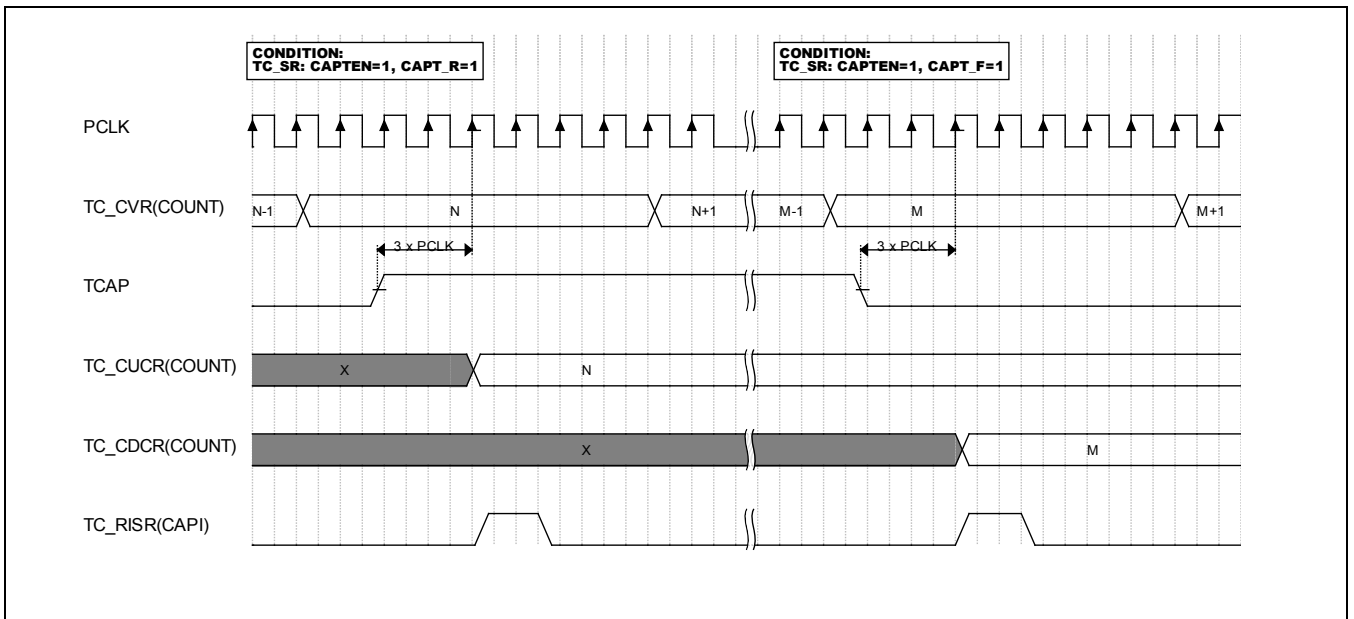 CONDITION:
TC_SR: CAPTEN=1, CAPT_R=1
CONDITION:
TC_SR: CAPTEN=1, CAPT_F=1
PCLK
TC_CVR(COUNT)
N-1
N
N+1
M-1
M
M+1
3 x PCLK
3 x PCLK
TCAP
TC_CUCR(COUNT)
X
N
TC_CDCR(COUNT)
X
M
TC_RISR(CAPI)